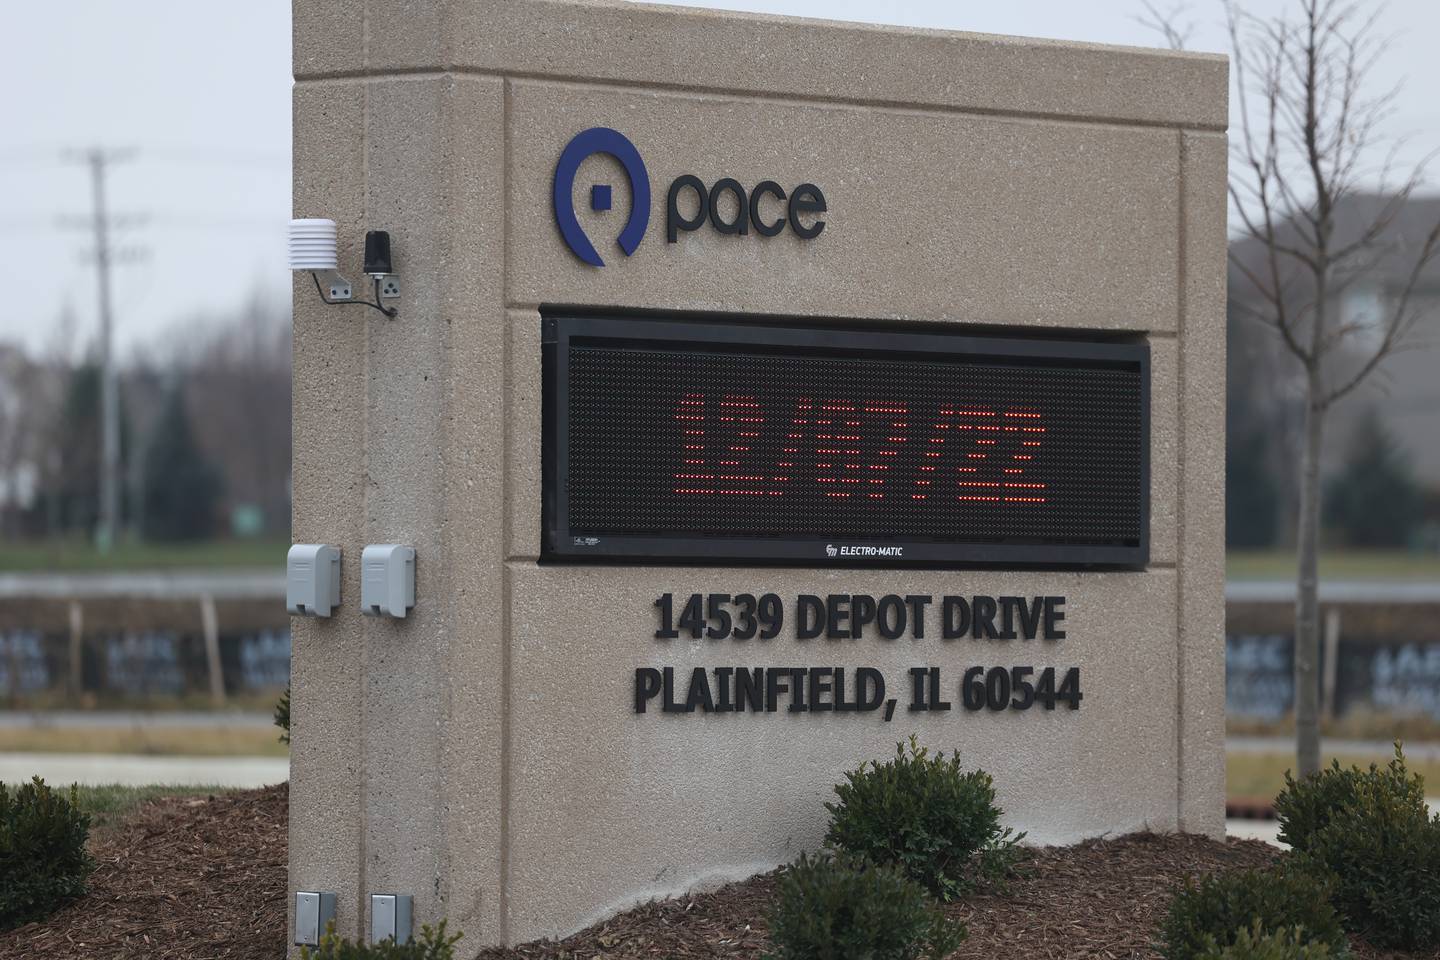 pace
12/07/22
ELECTRO-MATIC
14539 DEPOT DRIVE
PLAINFIELD, IL 60544